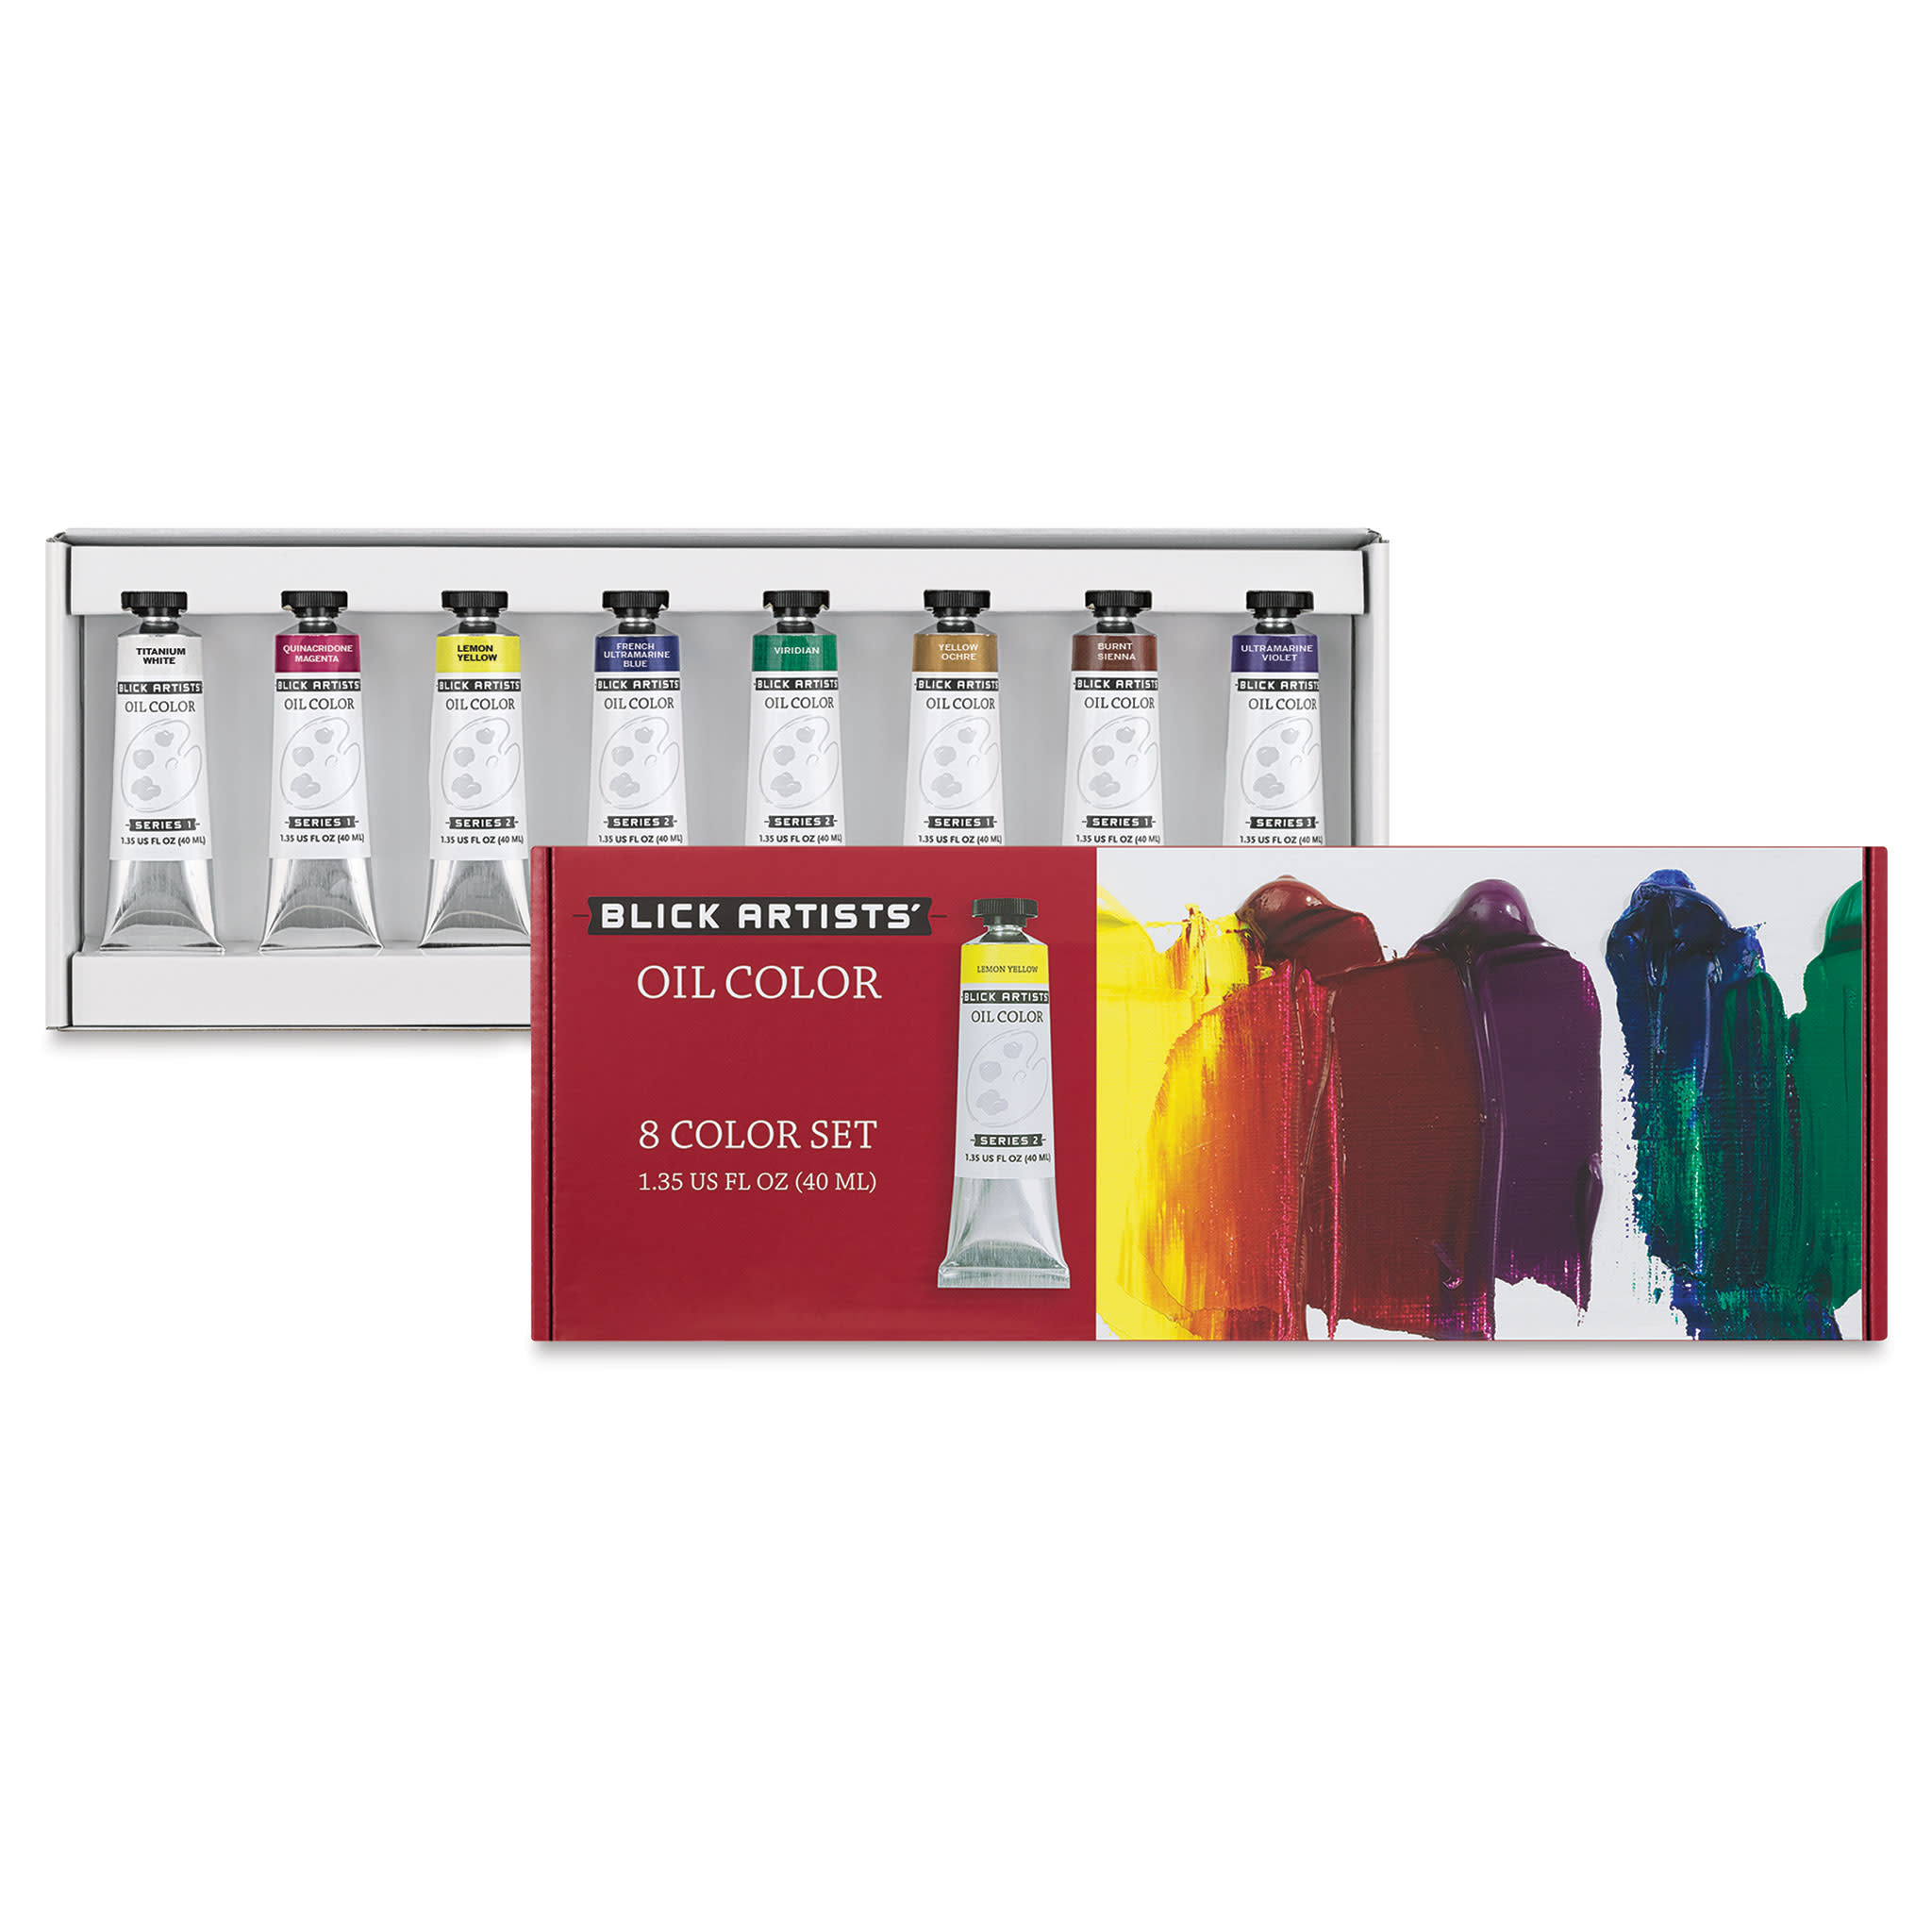 TITANIUM
WHITE
BLICK ARTISTS'
OIL COLOR
SERIES 1
1.35 US FL OZ (40 ML)
QUINACRIDONE
MAGENTA
BLICK ARTISTS'
OIL COLOR
SERIES 1
1.35 US FL OZ (40 ML)
LEMON
YELLOW
BLICK ARTISTS'
OIL COLOR
SERIES 2
1.35 US FL OZ (40 ML)
FRENCH
ULTRAMARINE
BLUE
BLICK ARTISTS'
OIL COLOR
SERIES 2
1.35 US FL OZ (40 ML)
VIRIDIAN
BLICK ARTISTS'
OIL COLOR
SERIES 2
1.35 US FL OZ (40 ML)
YELLOW
OCHRE
BLICK ARTISTS'
OIL COLOR
SERIES 1
1.35 US FL OZ (40 ML)
BURNT
SIENNA
BLICK ARTISTS'
OIL COLOR
SERIES 1
1.35 US FL OZ (40 ML)
ULTRAMARINE
VIOLET
BLICK ARTISTS'
OIL COLOR
SERIES 3
1.35 US FL OZ (40 ML)
BLICK ARTISTS'
OIL COLOR
8 COLOR SET
1.35 US FL OZ (40 ML)
LEMON YELLOW
BLICK ARTISTS'
OIL COLOR
SERIES 2
1.35 US FL OZ (40 ML)